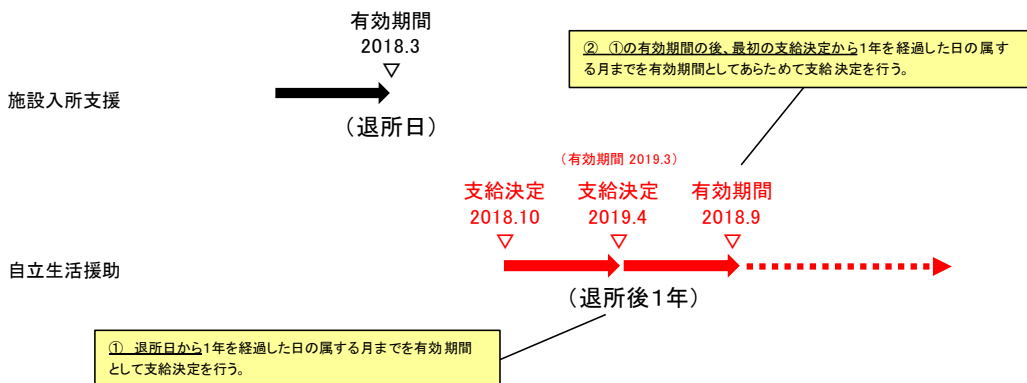 有効期間
2018.3
▽
施設入所支援
（退所日）
② ①の有効期間の後、最初の支給決定から1年を経過した日の属す
る月までを有効期間としてあらためて支給決定を行う。
（有効期間 2019.3）
支給決定 支給決定 有効期間
2018.10 2019.4 2018.9
▽ ▽ ▽
自立生活援助
（退所後１年）
① 退所日から1年を経過した日の属する月までを有効期間
として支給決定を行う。